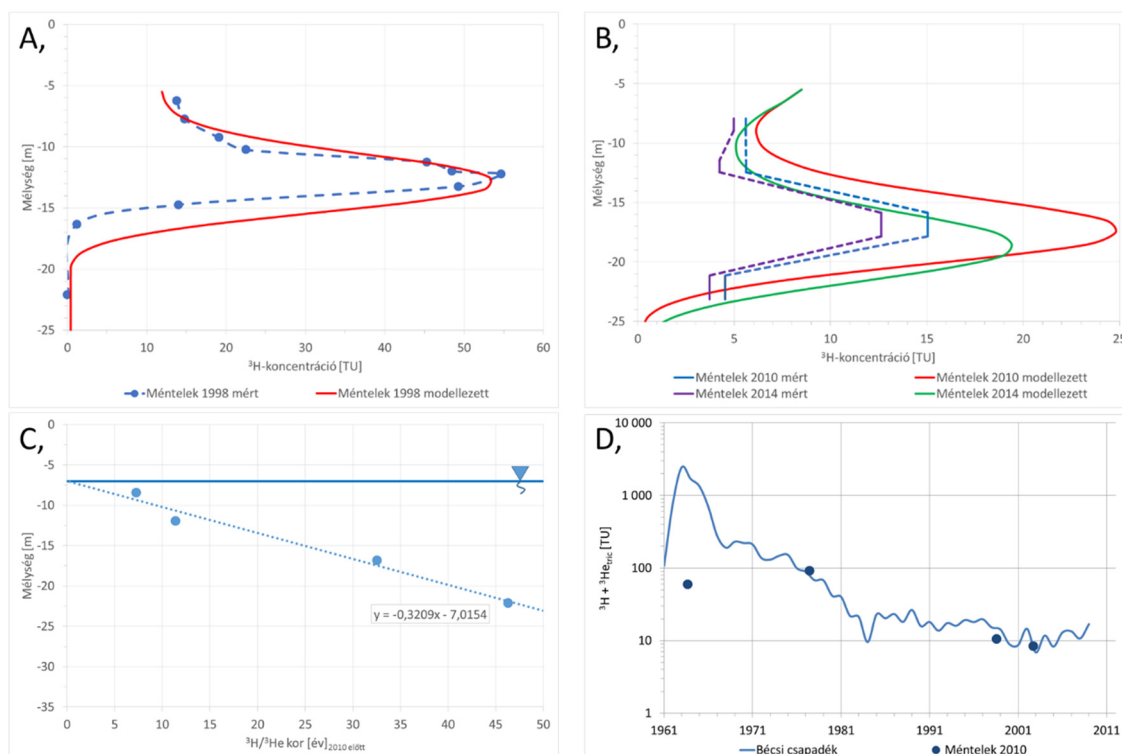 A,
0
-5
-10
-15
-20
-25
Mélység [m]
0 10 20 30 40 50 60
³H-koncentráció [TU]
Méntelek 1998 mért Méntelek 1998 modellezett
B,
0
-5
-10
-15
-20
-25
Mélység [m]
0 5 10 15 20 25
³H-koncentráció [TU]
Méntelek 2010 mért Méntelek 2010 modellezett
Méntelek 2014 mért Méntelek 2014 modellezett
C,
0
-5
-10
-15
-20
-25
-30
-35
Mélység [m]
y = -0,3209x - 7,0154
0 5 10 15 20 25 30 35 40 45 50
³H/³He kor [év]2010 előtt
D,
10 000
1 000
100
10
1
³H + ³Hetric [TU]
1961 1971 1981 1991 2001 2011
Bécsi csapadék Méntelek 2010